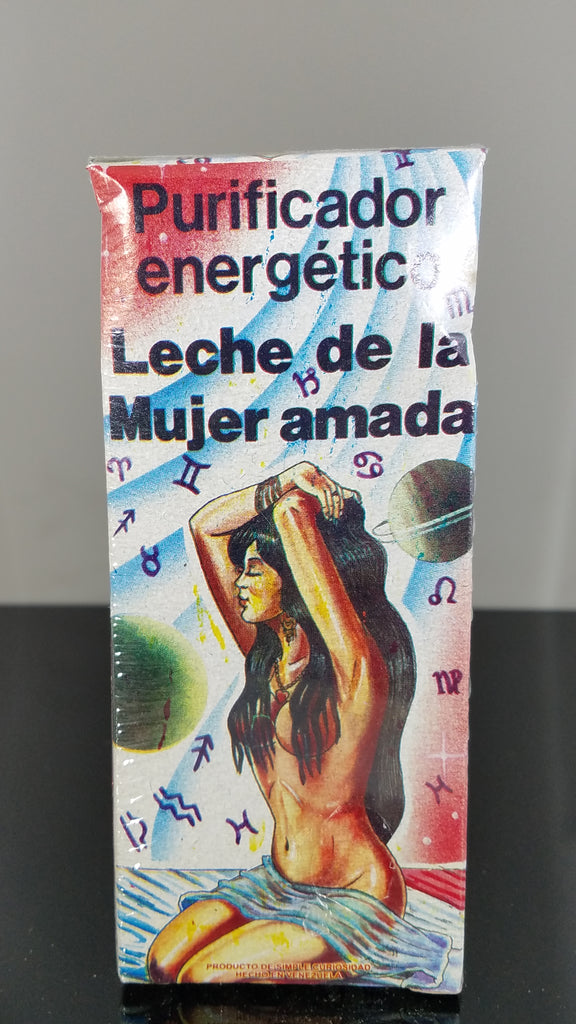 Purificador
energético
Leche de la
Mujer amada
PRODUCTO DE SIMPLE CURIOSIDAD
HECHO EN VENEZUELA